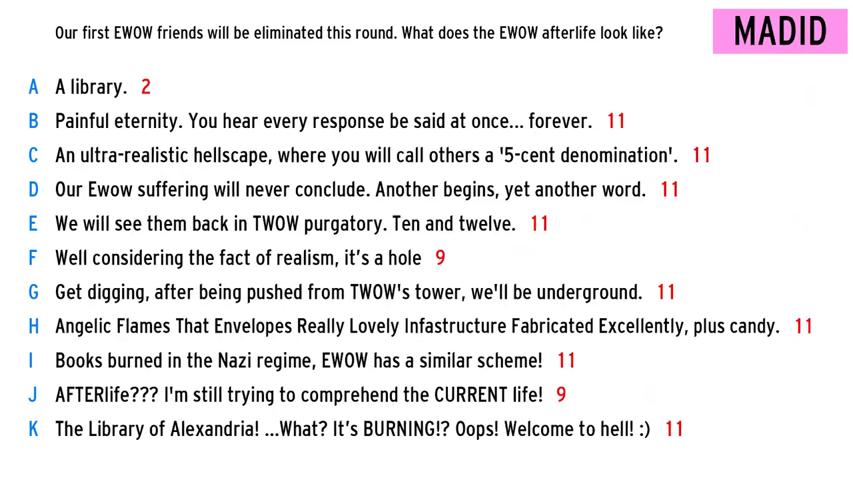 Our first EWOW friends will be eliminated this round. What does the EWOW afterlife look like?
MADID
A A library. 2
B Painful eternity. You hear every response be said at once... forever. 11
C An ultra-realistic hellscape, where you will call others a '5-cent denomination'. 11
D Our Ewow suffering will never conclude. Another begins, yet another word. 11
E We will see them back in TWOW purgatory. Ten and twelve. 11
F Well considering the fact of realism, it's a hole 9
G Get digging, after being pushed from TWOW's tower, we'll be underground. 11
H Angelic Flames That Envelopes Really Lovely Infastructure Fabricated Excellently, plus candy. 11
I Books burned in the Nazi regime, EWOW has a similar scheme! 11
J AFTERlife??? I'm still trying to comprehend the CURRENT life! 9
K The Library of Alexandria! ...What? It's BURNING!? Oops! Welcome to hell! :) 11